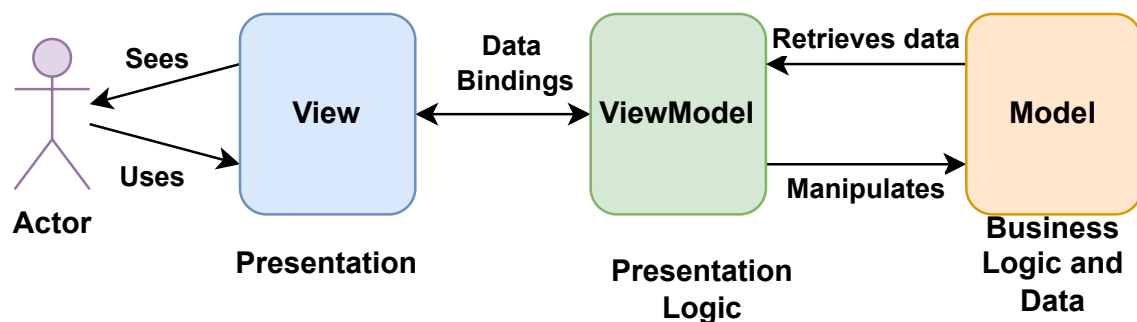 Sees
Uses
Actor
View
Presentation
Data
Bindings
ViewModel
Presentation
Logic
Retrieves data
Manipulates
Model
Business
Logic and
Data